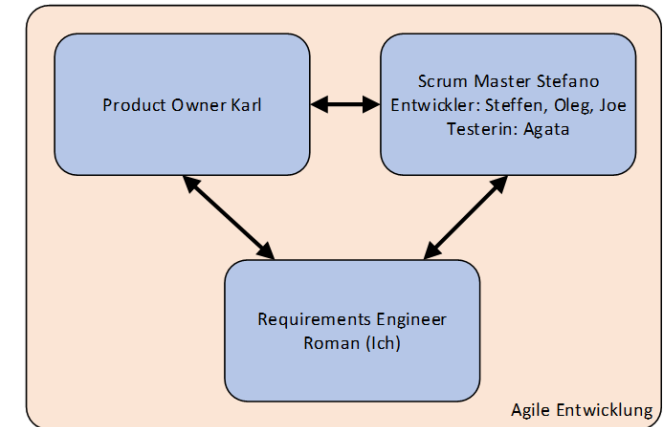 Product Owner Karl
Scrum Master Stefano
Entwickler: Steffen, Oleg, Joe
Testerin: Agata
Requirements Engineer
Roman (Ich)
Agile Entwicklung